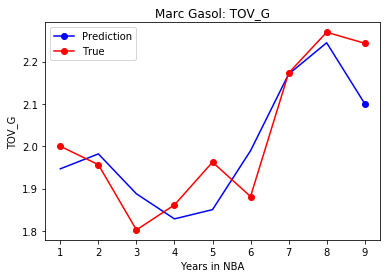 Marc Gasol: TOV_G
Prediction
True
2.2
2.1
2.0
1.9
1.8
TOV_G
1 2 3 4 5 6 7 8 9
Years in NBA